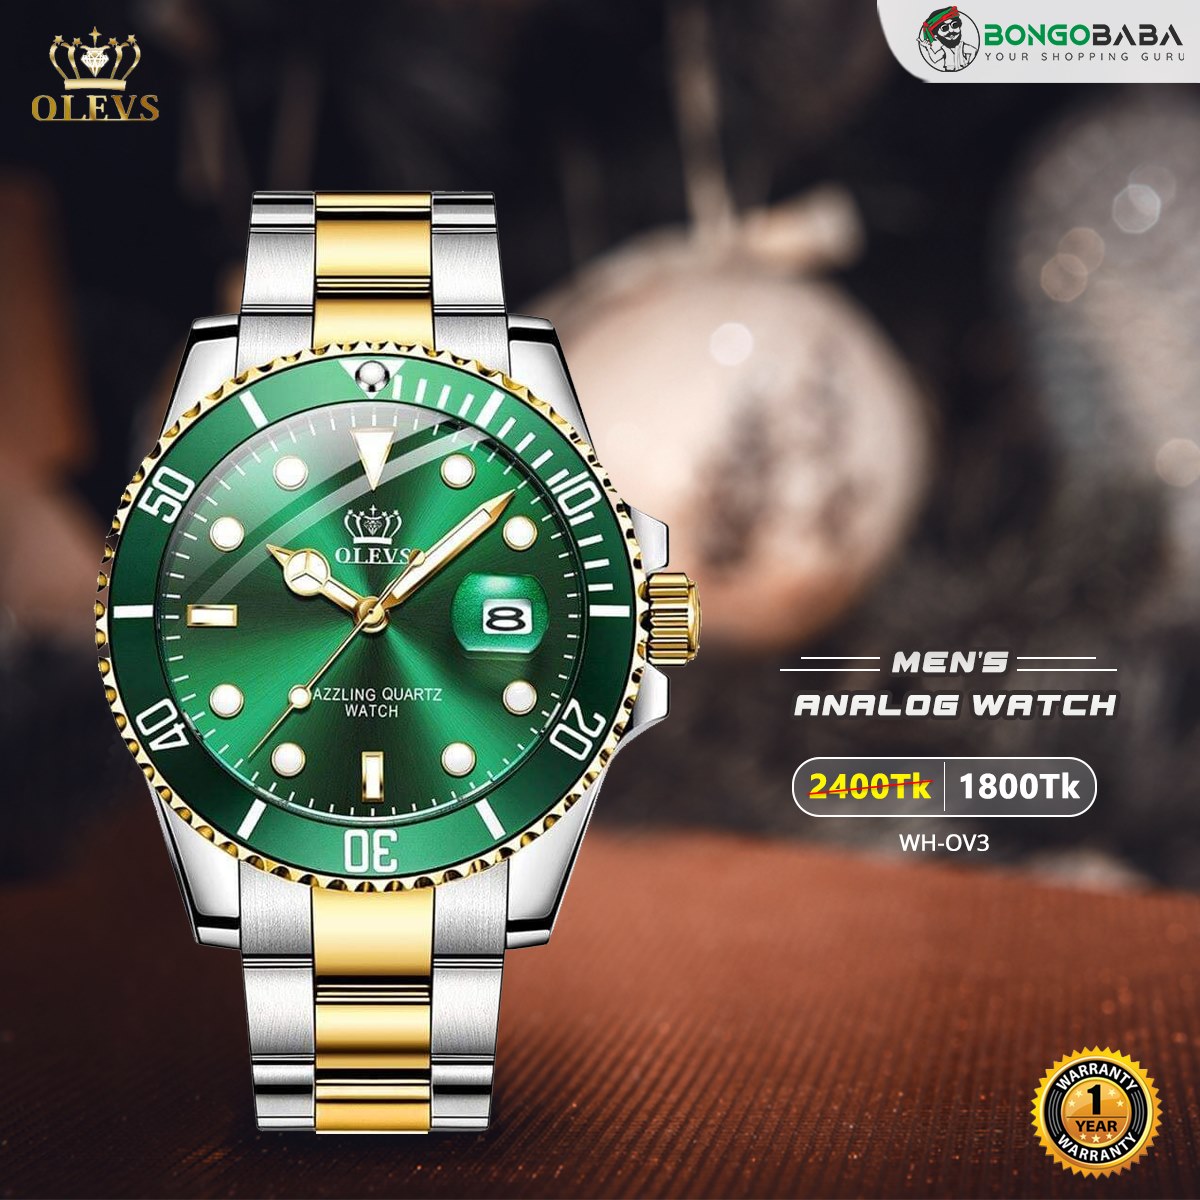 OLEVS
BONGOBABA
YOUR SHOPPING GURU
50
10
OLEVS
8
AZZLING QUARTZ
WATCH
40
20
30
MEN'S
ANALOG WATCH
2400Tk 1800Tk
WH-OV3
WARRANTY
1
YEAR
WARRANTY